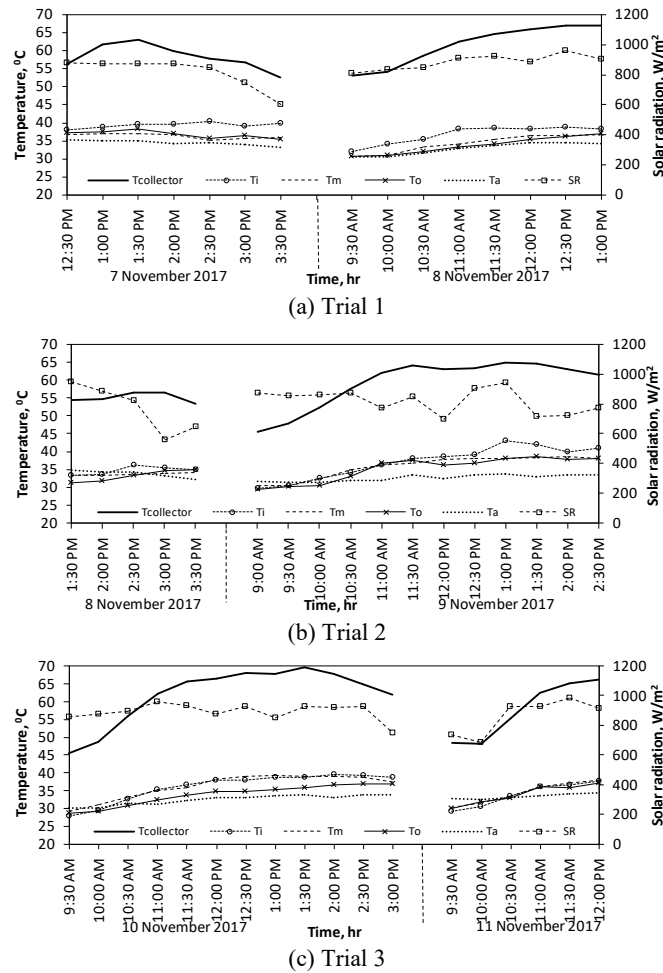 Temperature, ⁰C
Solar radiation, W/m²
70
65
60
55
50
45
40
35
30
25
20
1200
1000
800
600
400
200
0
Tcollector Ti Tm To Ta SR
12:30 PM
1:00 PM
1:30 PM
2:00 PM
2:30 PM
3:00 PM
3:30 PM
9:30 AM
10:00 AM
10:30 AM
11:00 AM
11:30 AM
12:00 PM
12:30 PM
1:00 PM
7 November 2017 Time, hr 8 November 2017
(a) Trial 1
Temperature, ⁰C
Solar radiation, W/m²
70
65
60
55
50
45
40
35
30
25
20
1200
1000
800
600
400
200
0
Tcollector Ti Tm To Ta SR
1:30 PM
2:00 PM
2:30 PM
3:00 PM
3:30 PM
9:00 AM
9:30 AM
10:00 AM
10:30 AM
11:00 AM
11:30 AM
12:00 PM
12:30 PM
1:00 PM
1:30 PM
2:00 PM
2:30 PM
8 November 2017 Time, hr 9 November 2017
(b) Trial 2
Temperature, ⁰C
Solar radiation, W/m²
70
65
60
55
50
45
40
35
30
25
20
1200
1000
800
600
400
200
0
Tcollector Ti Tm To Ta SR
9:30 AM
10:00 AM
10:30 AM
11:00 AM
11:30 AM
12:00 PM
12:30 PM
1:00 PM
1:30 PM
2:00 PM
2:30 PM
3:00 PM
9:30 AM
10:00 AM
10:30 AM
11:00 AM
11:30 AM
12:00 PM
10 November 2017 Time, hr 11 November 2017
(c) Trial 3